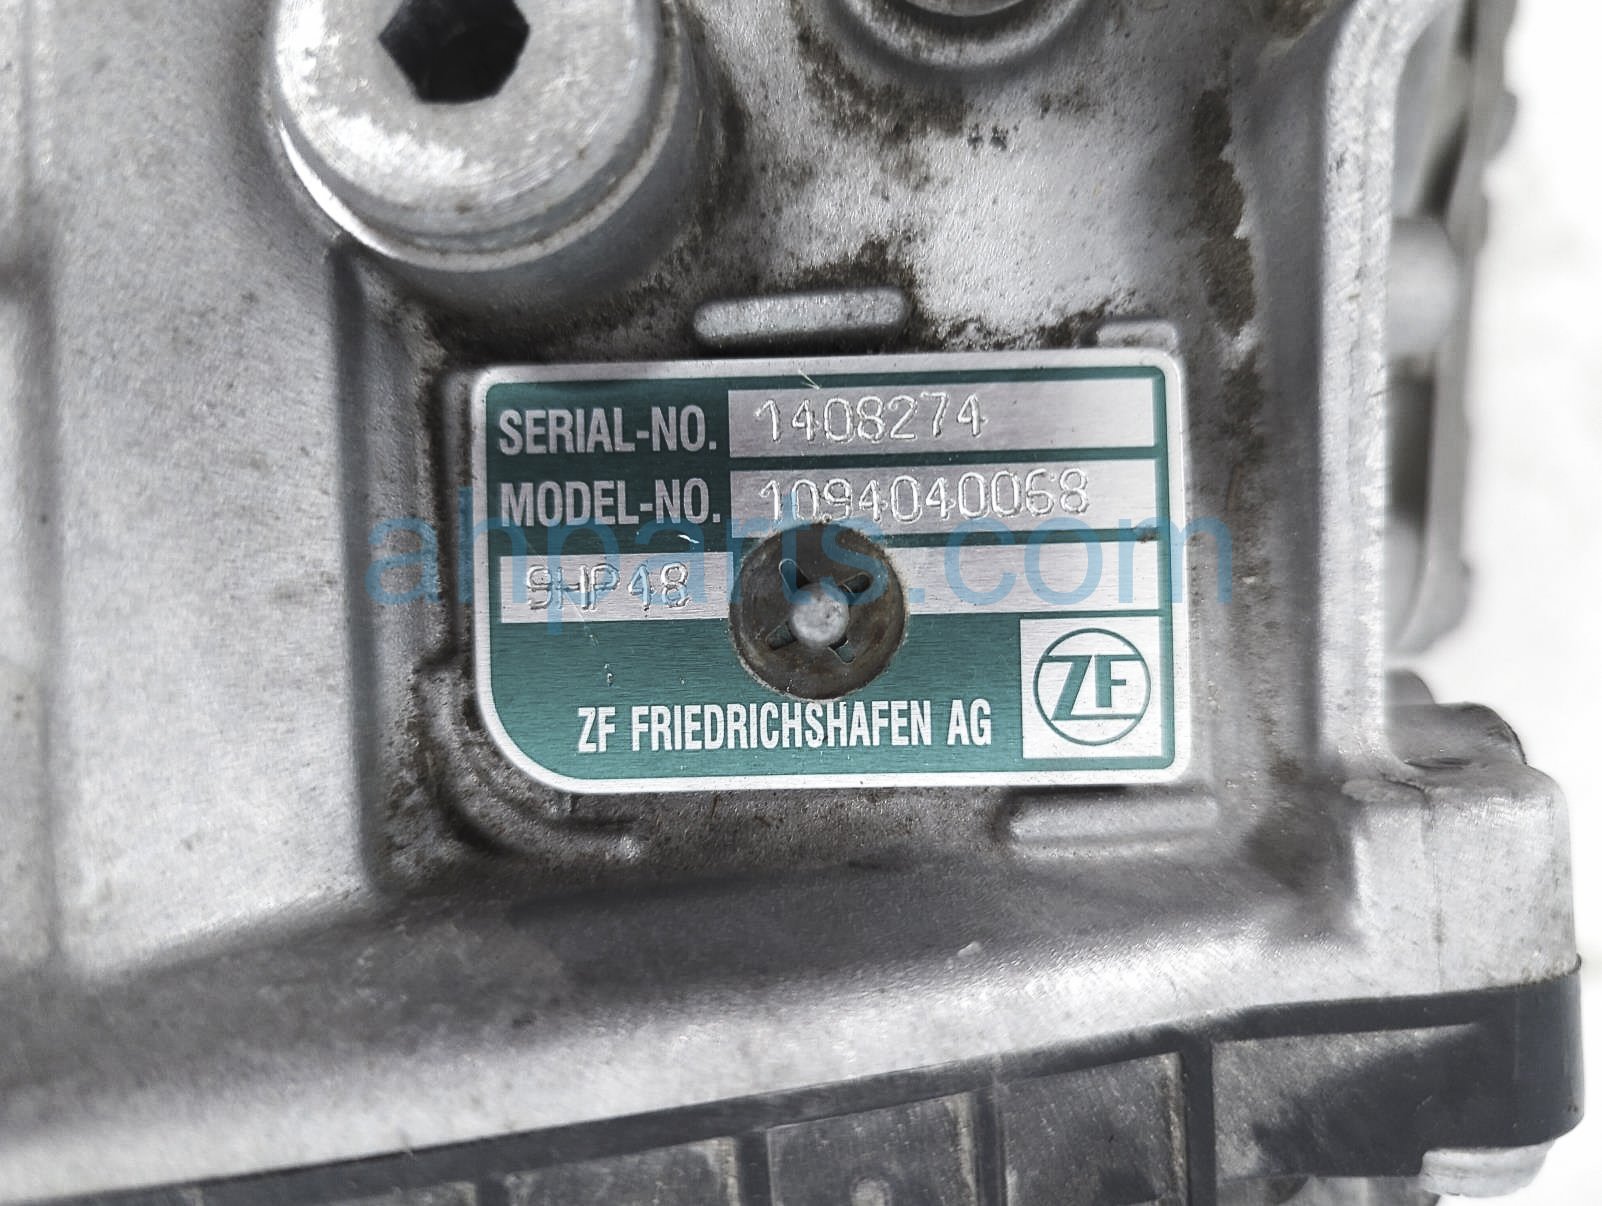 SERIAL-NO. 1408274
MODEL-NO. 1094040068
9HP48
ZF FRIEDRICHSHAFEN AG
ZF
ahparts.com